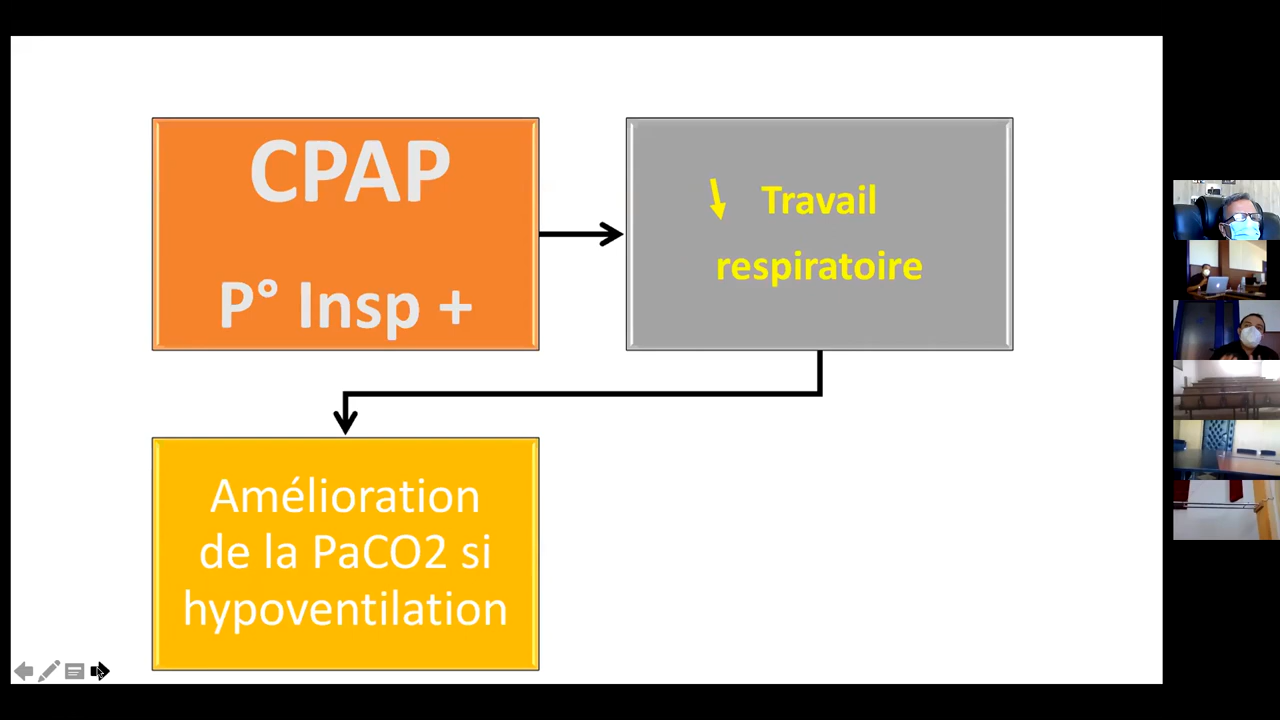 CPAP
P° Insp +
Travail
respiratoire
Amélioration
de la PaCO2 si
hypoventilation